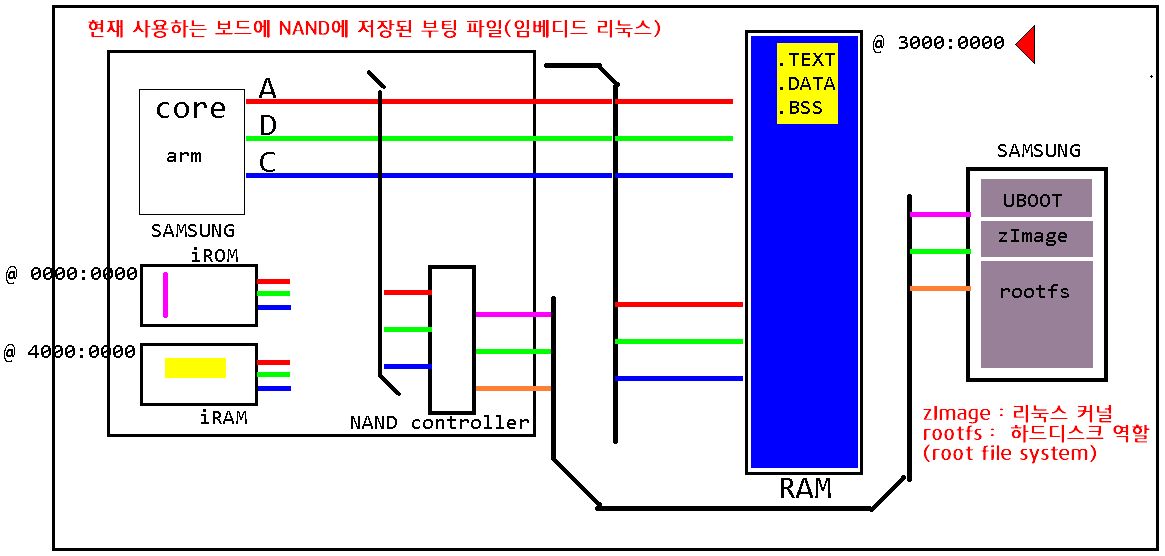 현재 사용하는 보드에 NAND에 저장된 부팅 파일(임베디드 리눅스)
@ 3000:0000
.TEXT
.DATA
.BSS
A
D
C
core
arm
SAMSUNG
iROM
@ 0000:0000
@ 4000:0000
iRAM
NAND controller
RAM
SAMSUNG
UBOOT
zImage
rootfs
zImage : 리눅스 커널
rootfs : 하드디스크 역할
(root file system)